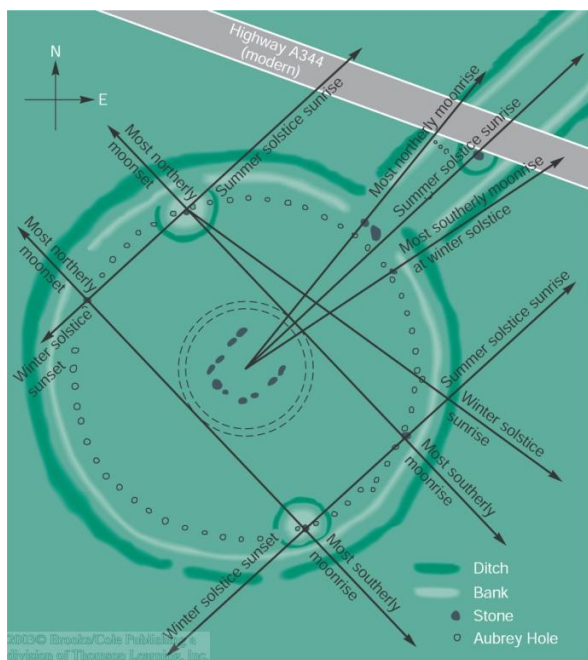 Highway A344
(modern)
N
E
Most northerly
moonset
Summer solstice sunrise
Most northerly moonrise
Summer solstice sunrise
Most southerly moonrise
at winter solstice
Most northerly
moonset
Winter solstice
sunset
Summer solstice sunrise
Winter solstice
sunrise
Most southerly
moonrise
Winter solstice sunset
Most southerly
moonrise
Ditch
Bank
Stone
Aubrey Hole
2003© Brooks/Cole Publishing a
division of Thomson Learning, Inc.